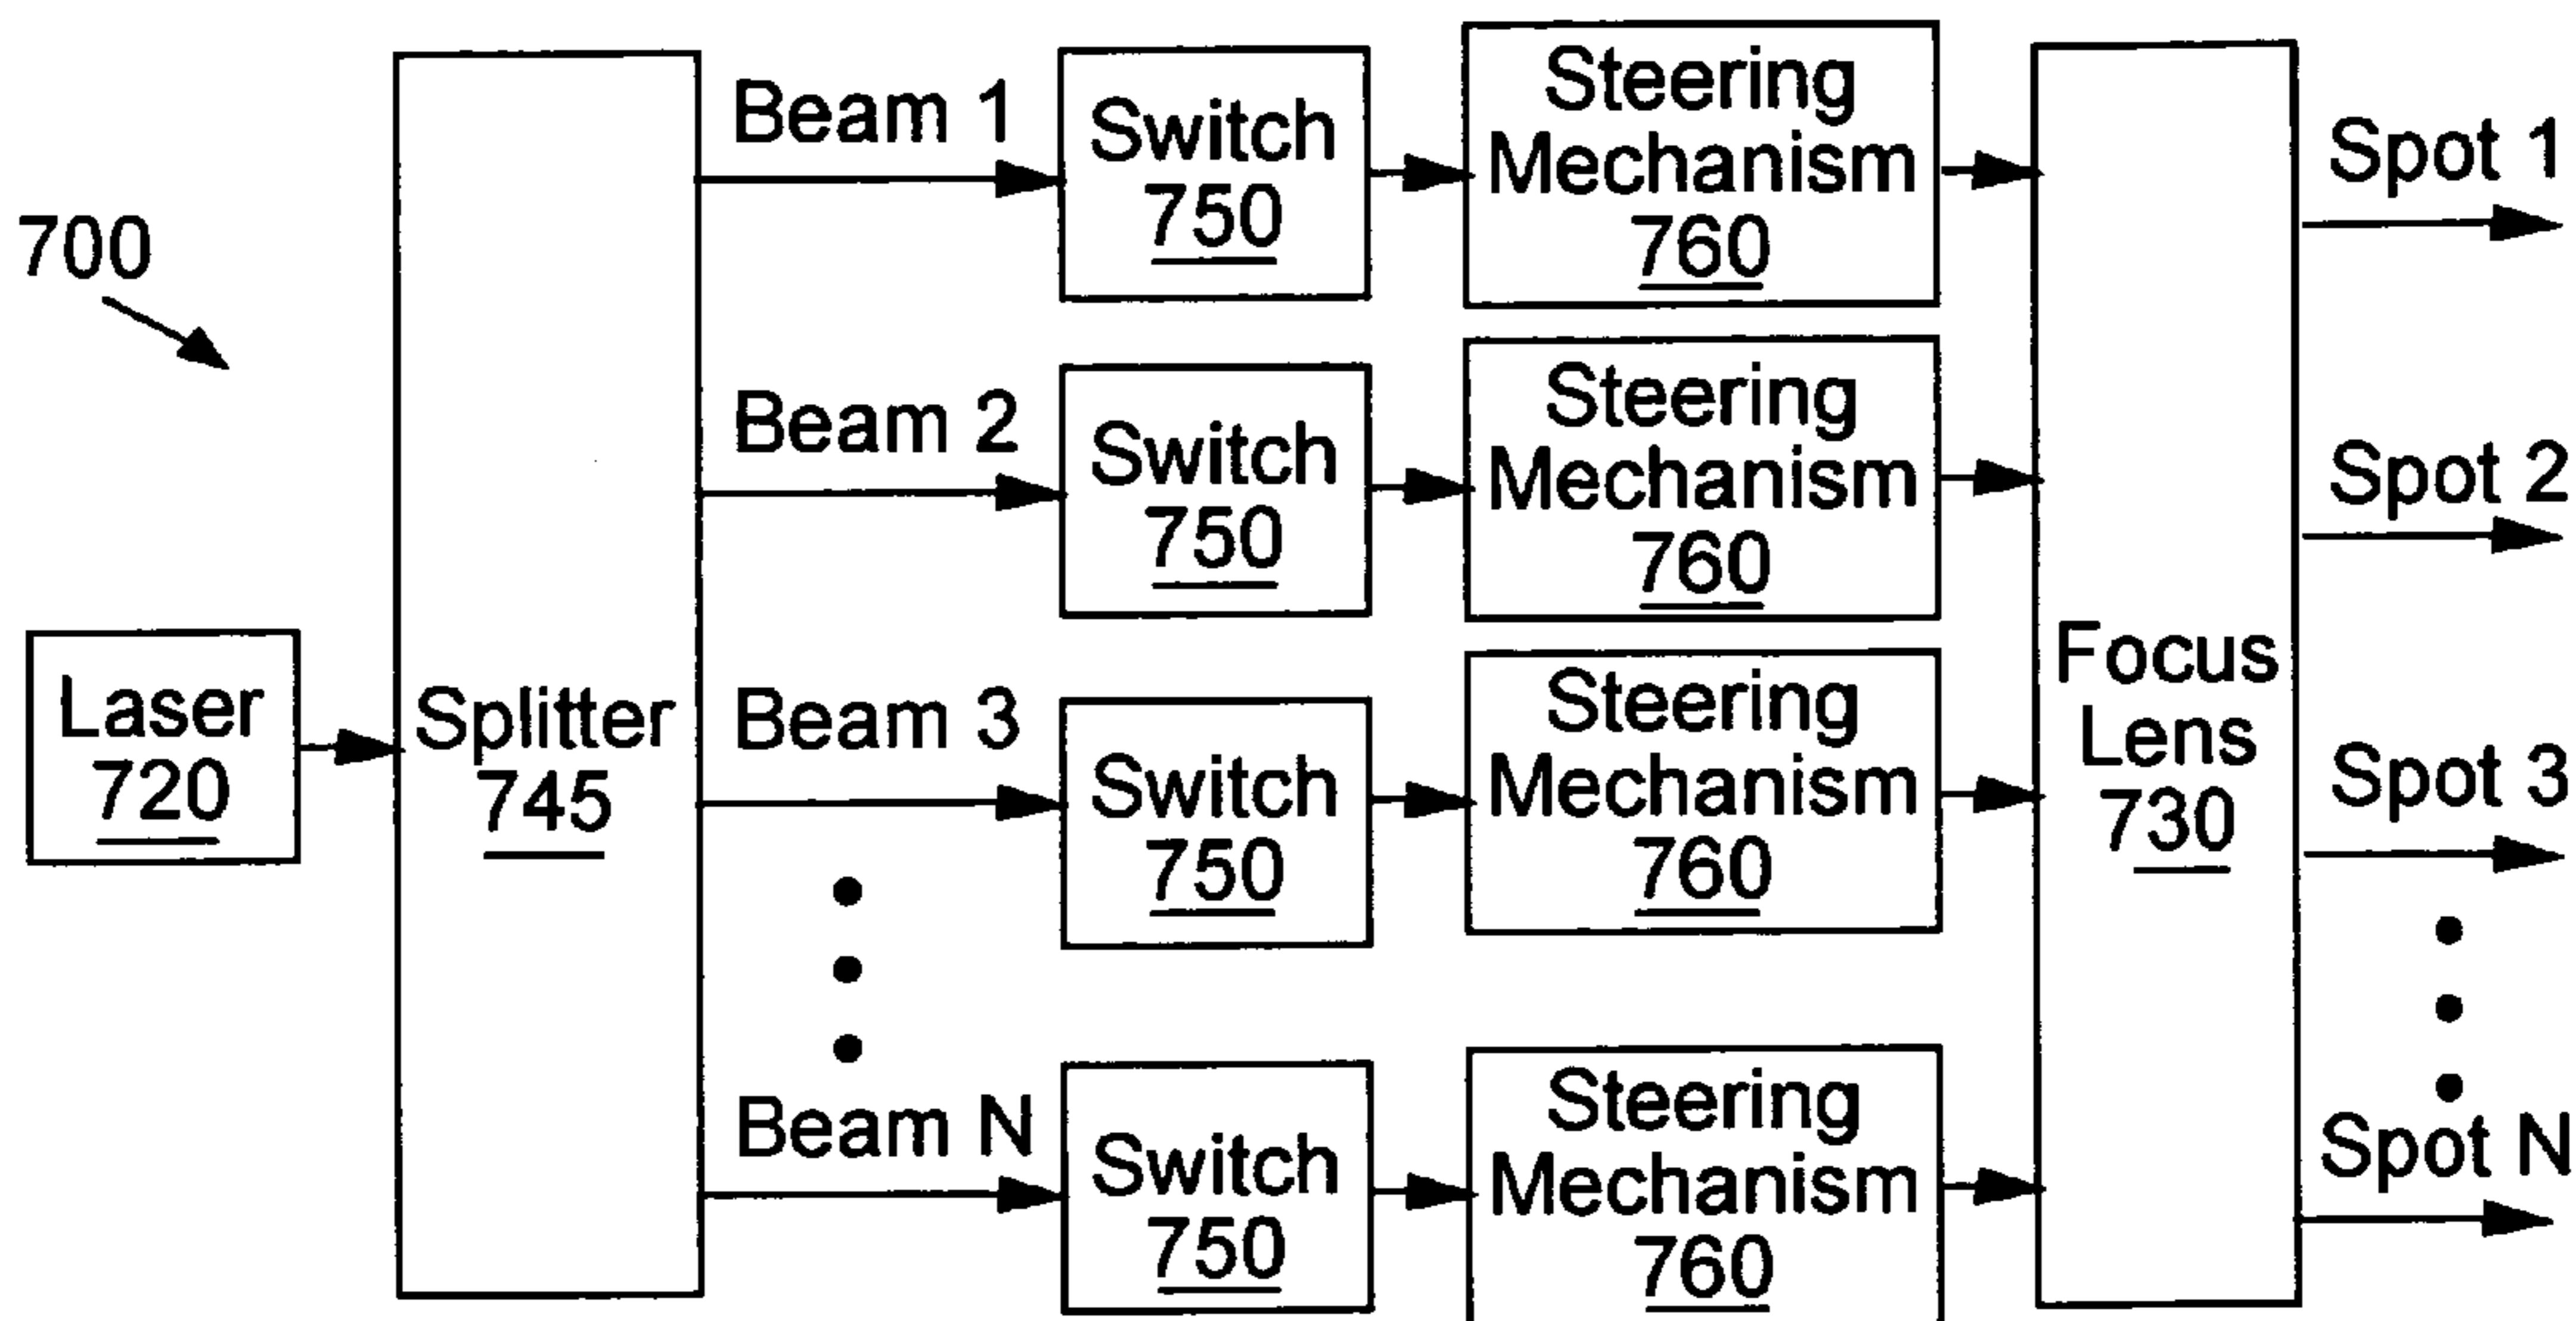 700
Laser
720
Splitter
745
Beam 1
Switch
750
Steering
Mechanism
760
Beam 2
Switch
750
Steering
Mechanism
760
Beam 3
Switch
750
Steering
Mechanism
760
Beam N
Switch
750
Steering
Mechanism
760
Focus
Lens
730
Spot 1
Spot 2
Spot 3
Spot N